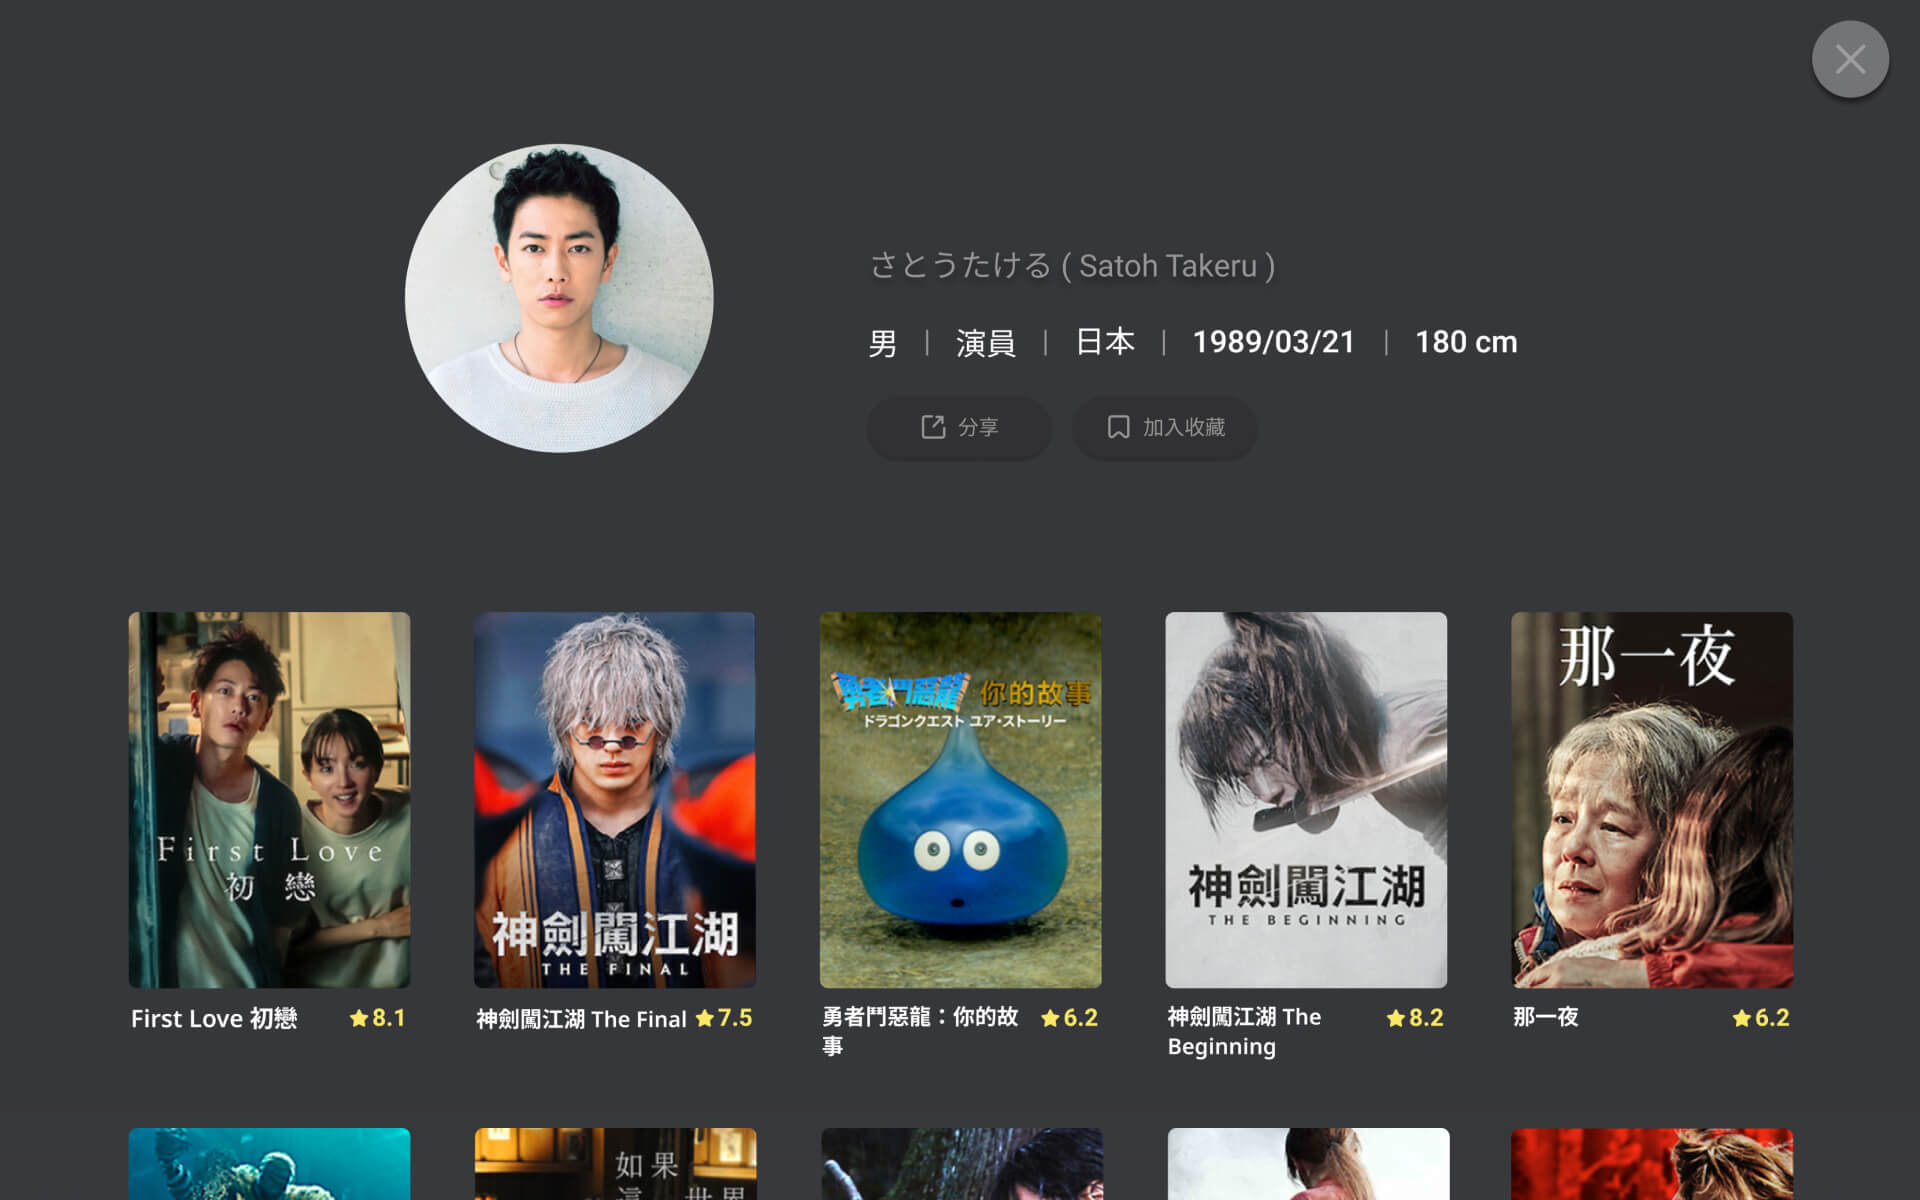 さとうたける ( Satoh Takeru )
男 | 演員 | 日本 | 1989/03/21 | 180 cm
分享
加入收藏
First Love
初戀
神劍闖江湖
THE FINAL
勇者鬥惡龍 你的故事
ドラゴンクエスト ユア・ストーリー
神劍闖江湖
THE BEGINNING
那一夜
First Love 初戀 ★8.1
神劍闖江湖 The Final ★7.5
勇者鬥惡龍：你的故
事
★6.2
神劍闖江湖 The
Beginning
★8.2
那一夜 ★6.2
如果